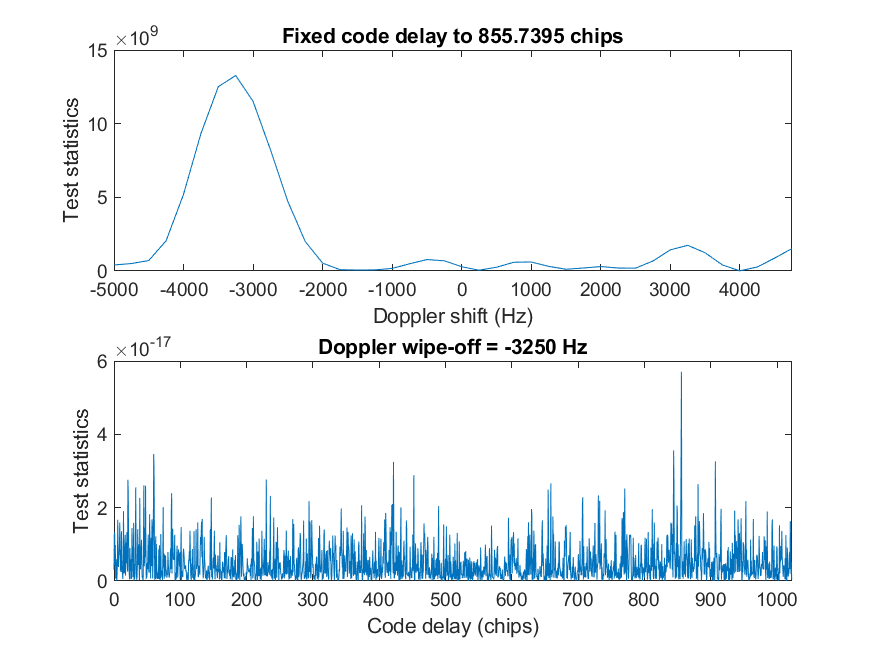 Fixed code delay to 855.7395 chips
×10^9
15
10
5
0
Test statistics
-5000 -4000 -3000 -2000 -1000 0 1000 2000 3000 4000
Doppler shift (Hz)
Doppler wipe-off = -3250 Hz
×10^-17
6
4
2
0
Test statistics
0 100 200 300 400 500 600 700 800 900 1000
Code delay (chips)